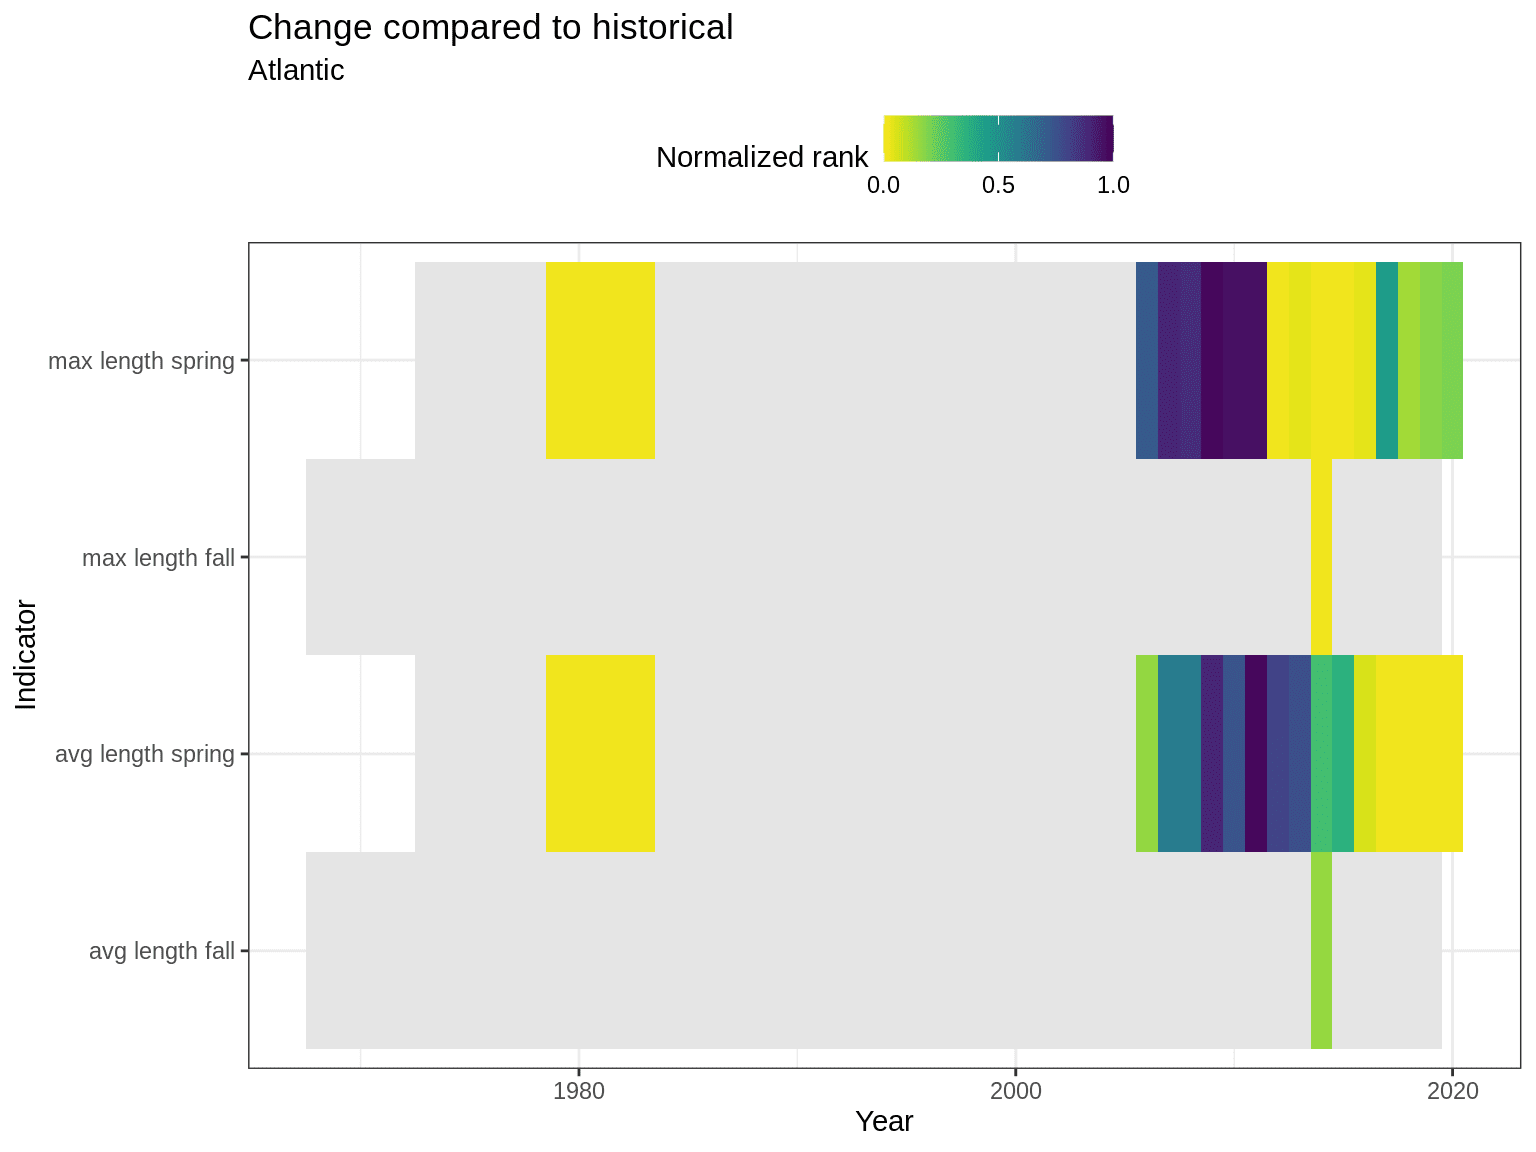 Change compared to historical
Atlantic
Normalized rank
0.0 0.5 1.0
max length spring
max length fall
avg length spring
avg length fall
Indicator
1980 2000 2020
Year